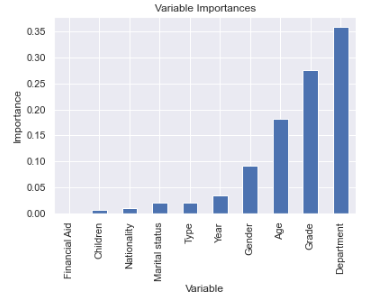 Variable Importances
0.35
0.30
0.25
0.20
0.15
0.10
0.05
0.00
Importance
Financial Aid
Children
Nationality
Marital status
Type
Year
Gender
Age
Grade
Department
Variable